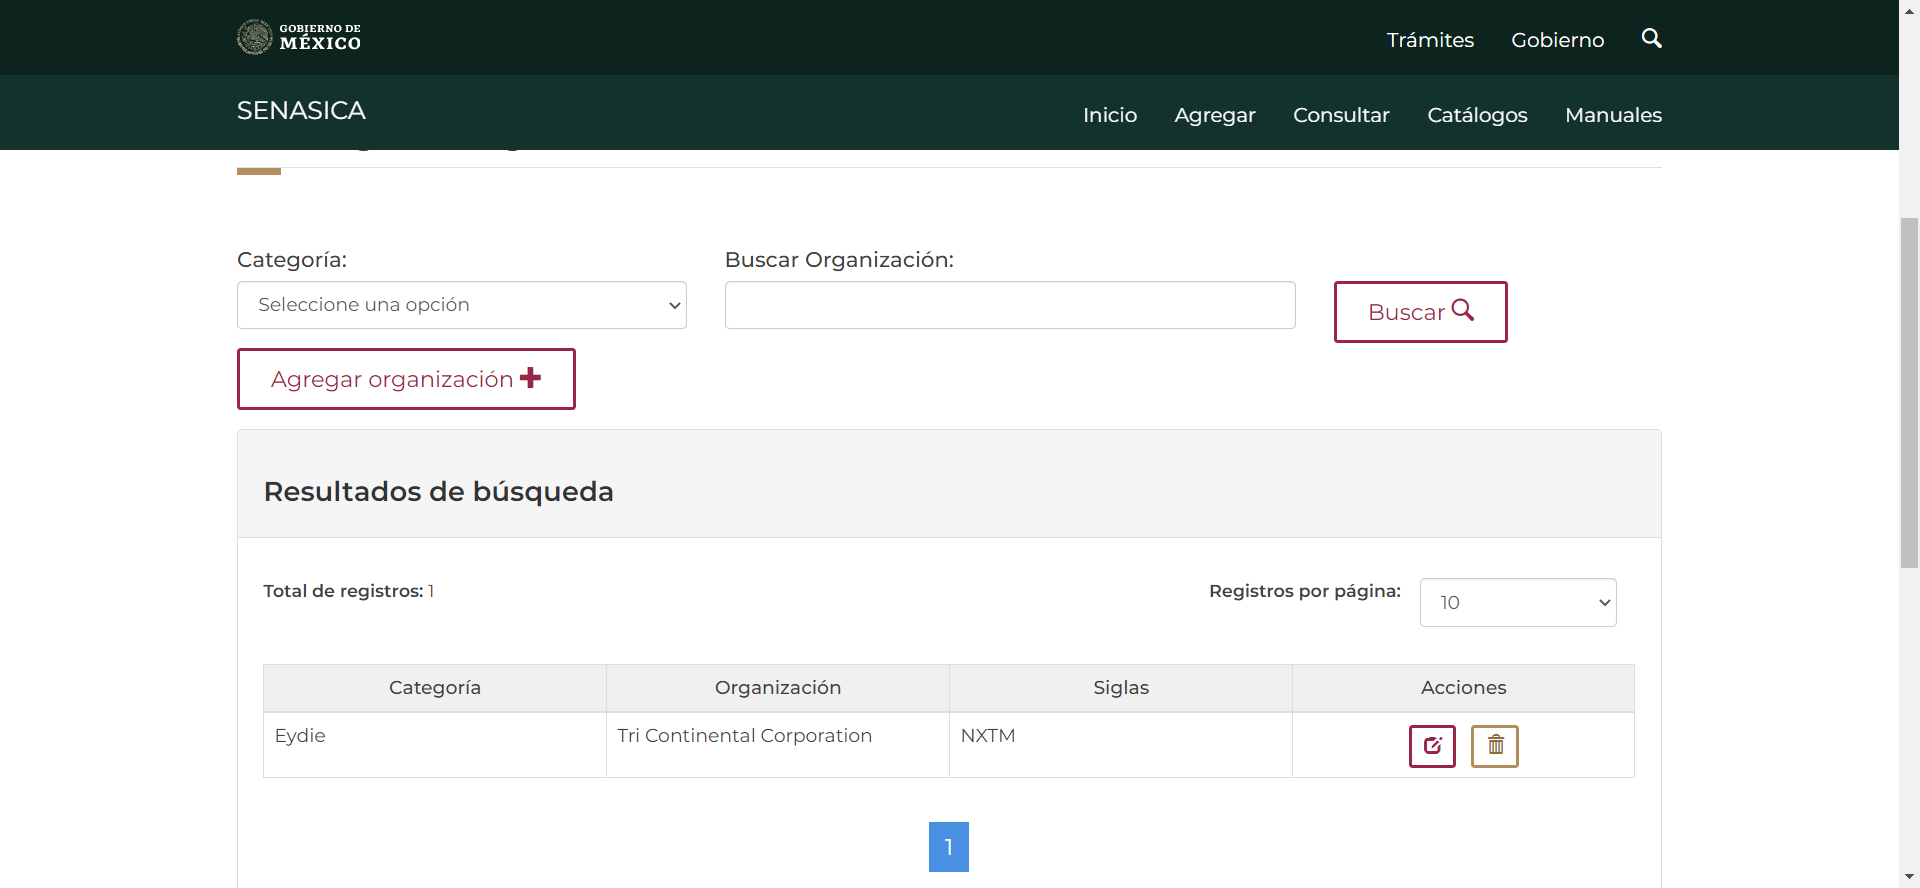 GOBIERNO DE
MÉXICO
Trámites
Gobierno
SENASICA
Inicio
Agregar
Consultar
Catálogos
Manuales
Categoría:
Buscar Organización:
Seleccione una opción
Buscar
Agregar organización
Resultados de búsqueda
Total de registros: 1
Registros por página:
10
Categoría
Organización
Siglas
Acciones
Eydie
Tri Continental Corporation
NXTM
1